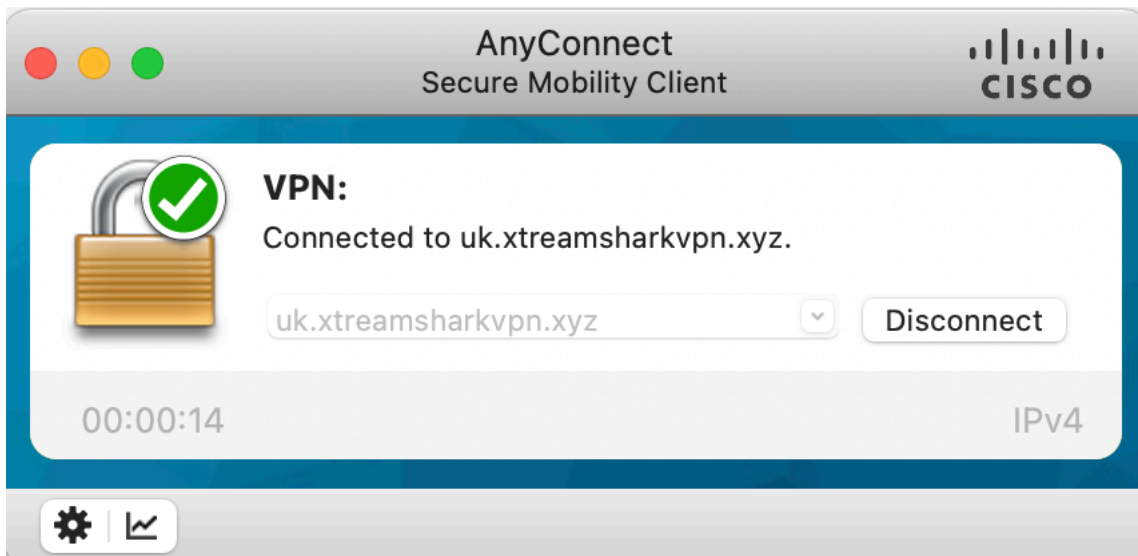 AnyConnect
Secure Mobility Client
CISCO
VPN:
Connected to uk.xtreamsharkvpn.xyz.
uk.xtreamsharkvpn.xyz
Disconnect
00:00:14
IPv4